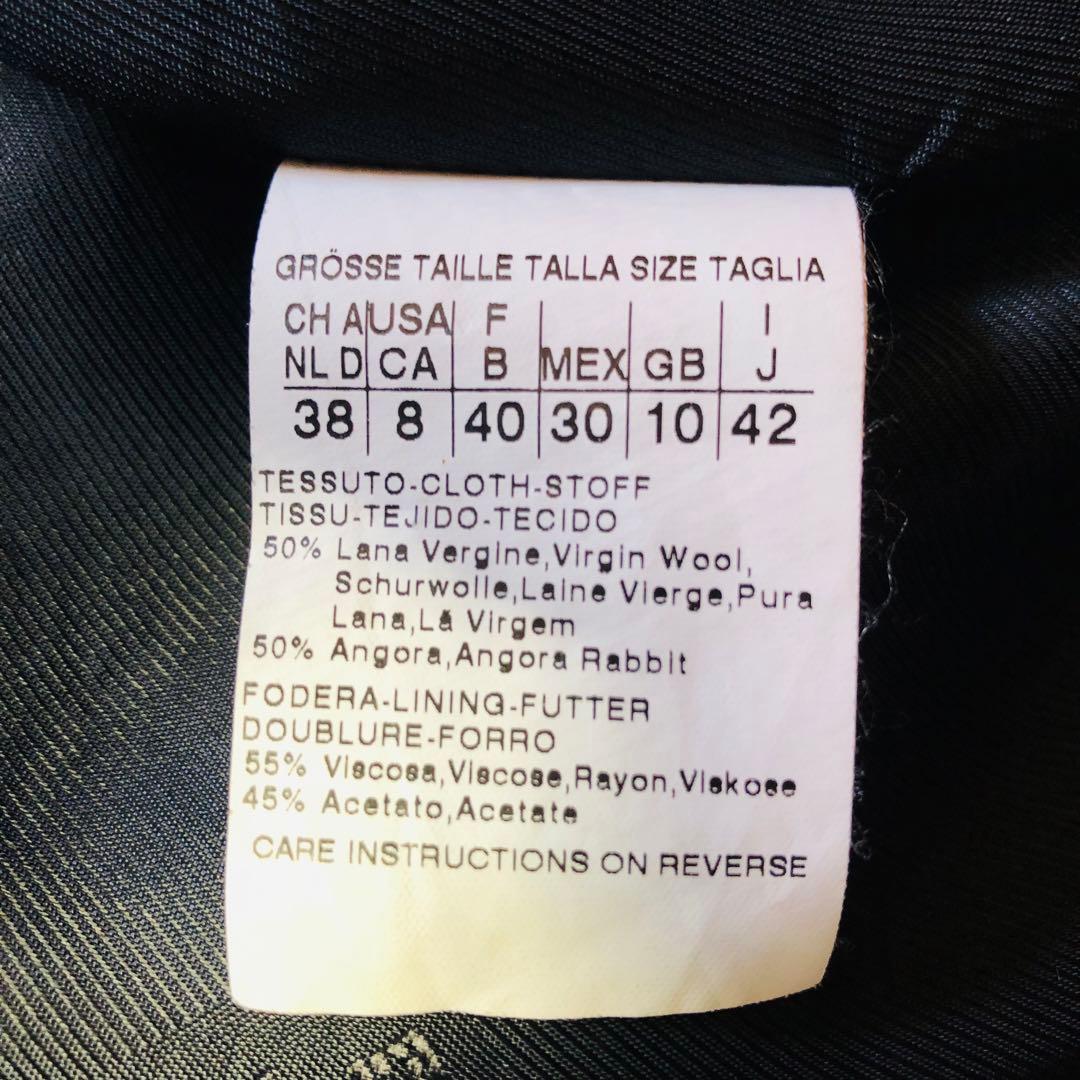 GRÖSSE TAILLE TALLA SIZE TAGLIA
CH A USA F I
NL D CA B MEX GB J
38 8 40 30 10 42
TESSUTO-CLOTH-STOFF
TISSU-TEJIDO-TECIDO
50% Lana Vergine,Virgin Wool,
Schurwolle,Laine Vierge,Pura
Lana,Lá Virgem
50% Angora,Angora Rabbit
FODERA-LINING-FUTTER
DOUBLURE-FORRO
55% Viscosa,Viscose,Rayon,Viskose
45% Acetato,Acetate
CARE INSTRUCTIONS ON REVERSE